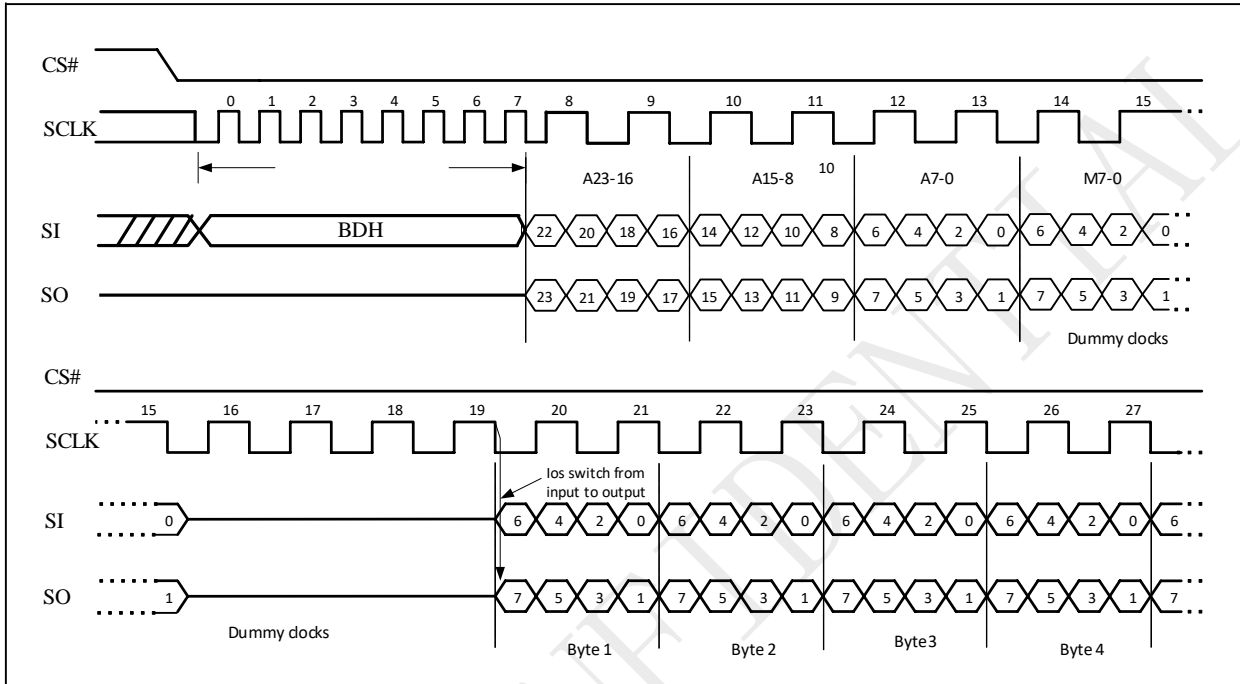 CS#
0 1 2 3 4 5 6 7 8 9 10 11 12 13 14 15
SCLK
A23-16 A15-8 10 A7-0 M7-0
SI BDH 22 20 18 16 14 12 10 8 6 4 2 0 6 4 2 0
SO 23 21 19 17 15 13 11 9 7 5 3 1 7 5 3 1
Dummy clocks
CS#
15 16 17 18 19 20 21 22 23 24 25 26 27
SCLK
Ios switch from
input to output
SI 0 6 4 2 0 6 4 2 0 6 4 2 0 6 4 2 0 6
SO 1 7 5 3 1 7 5 3 1 7 5 3 1 7 5 3 1 7
Dummy clocks Byte 1 Byte 2 Byte 3 Byte 4